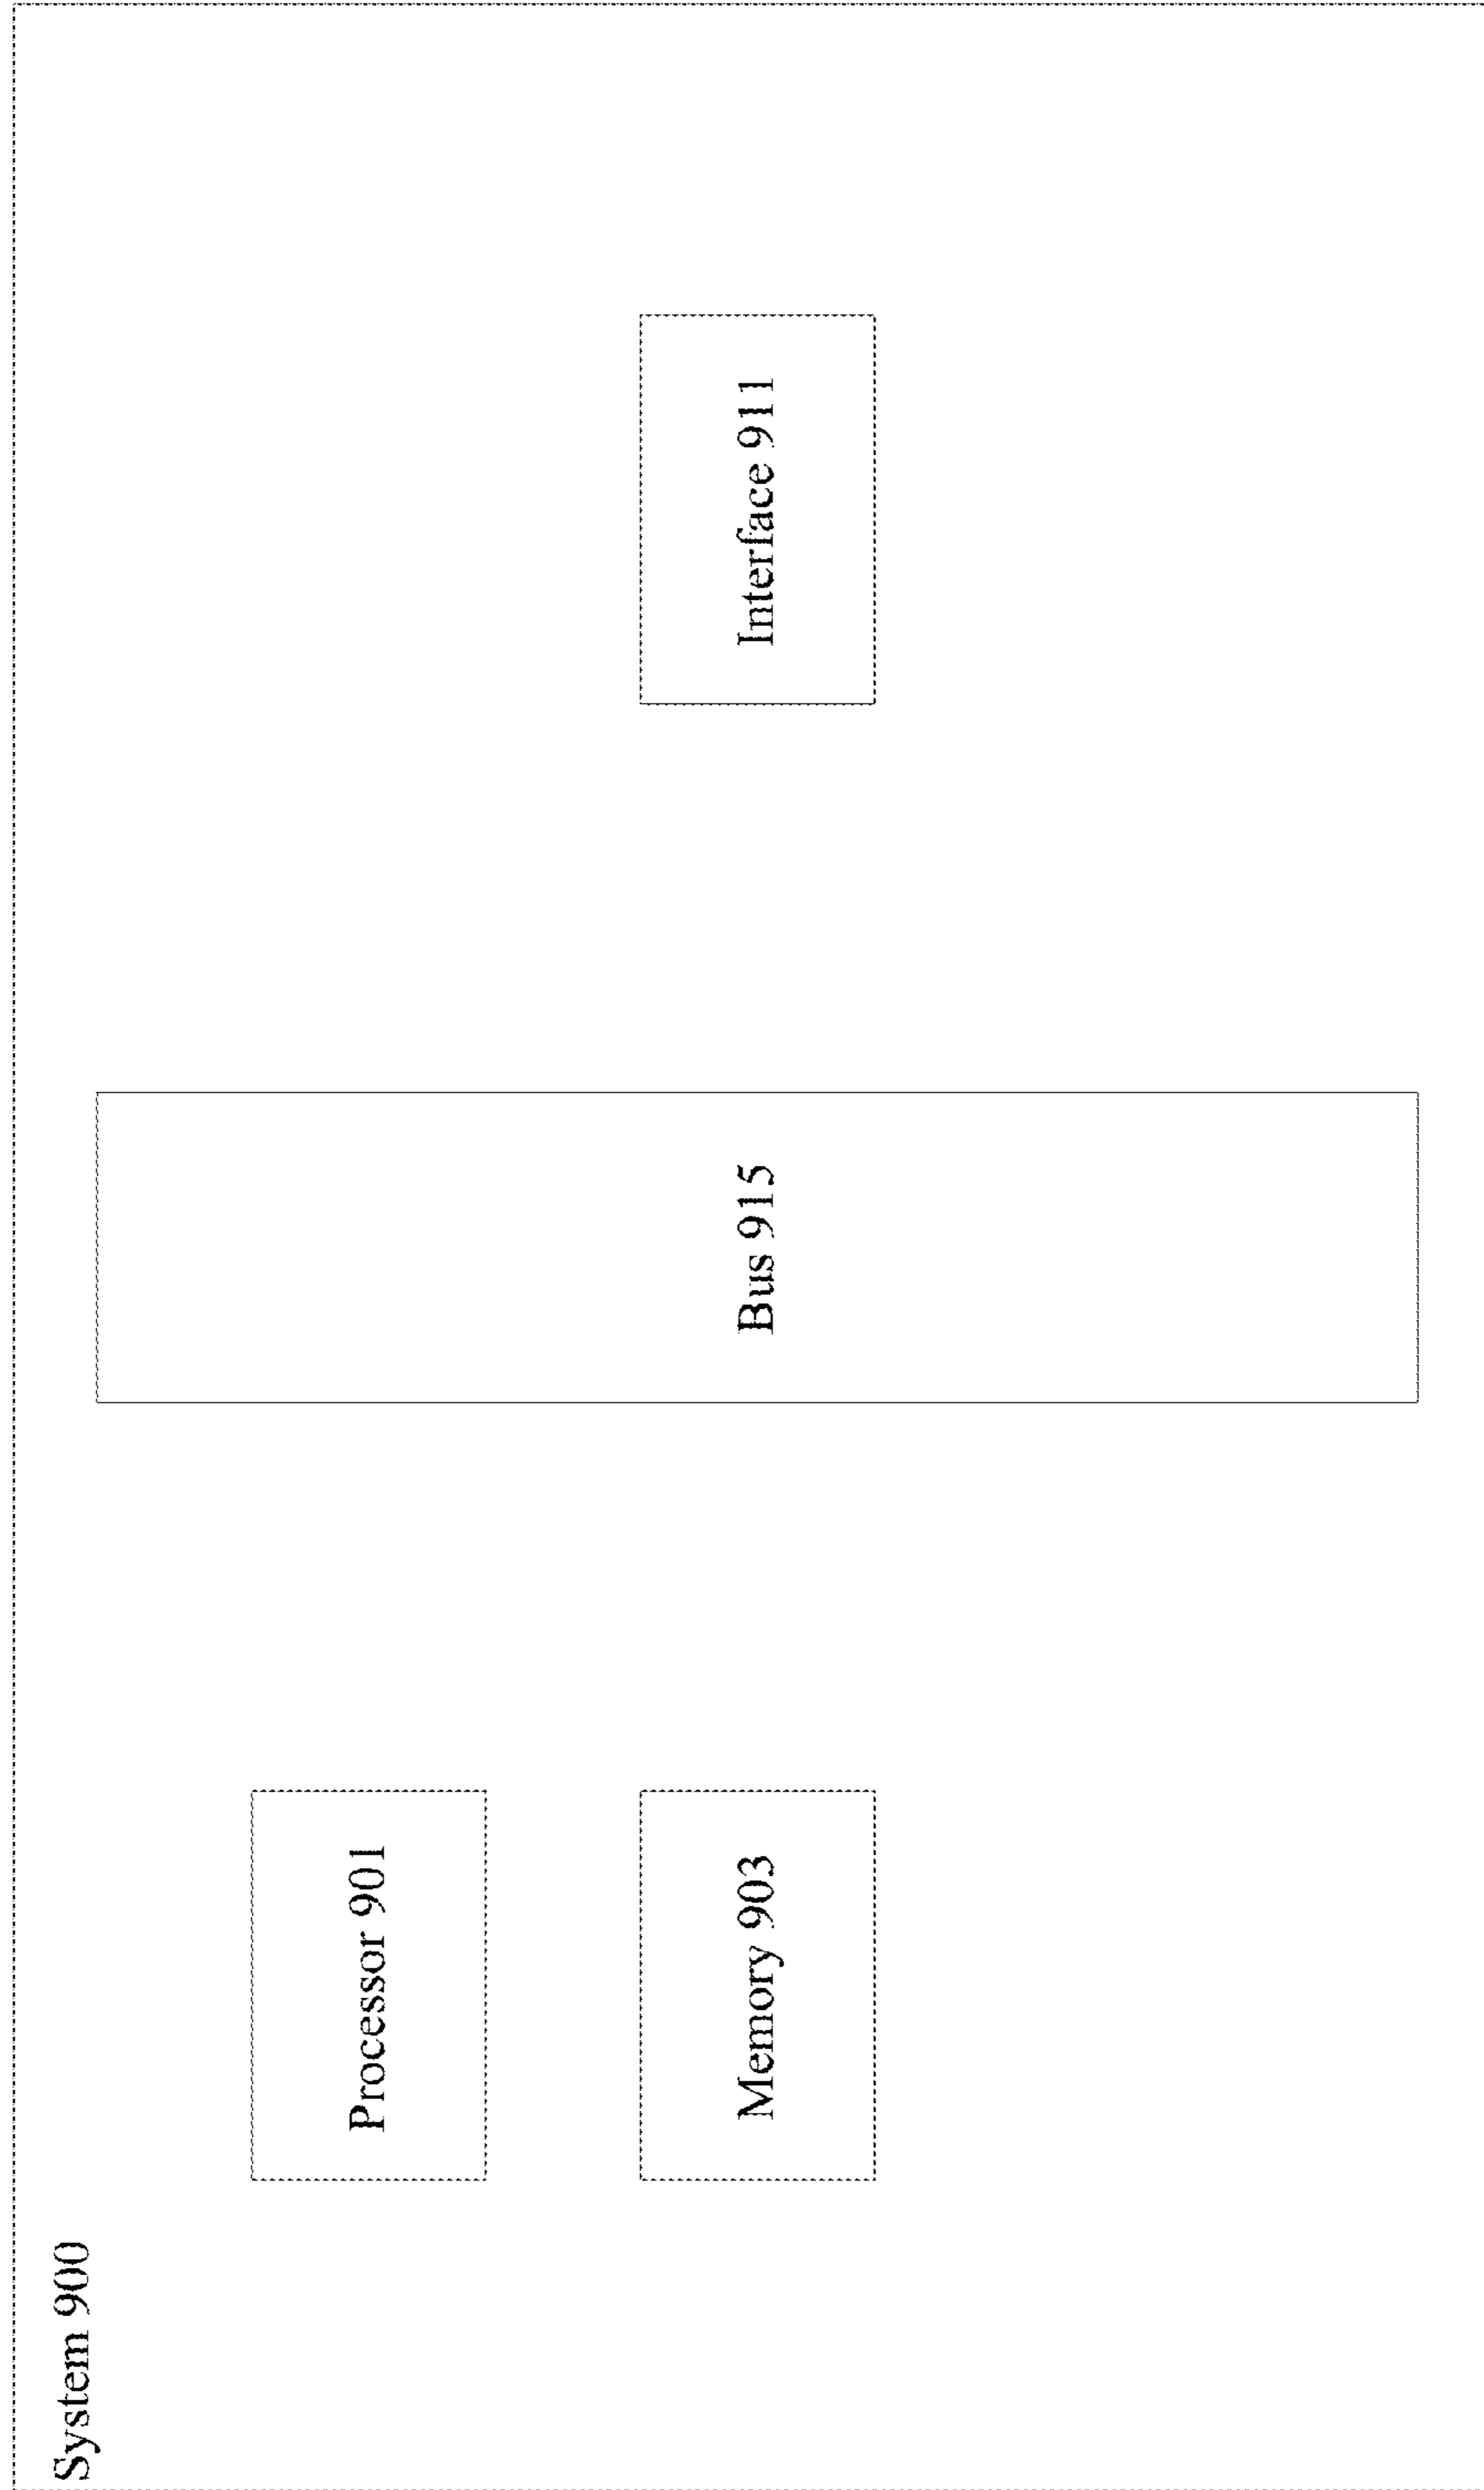 System 900
Processor 901
Memory 903
Bus 915
Interface 911